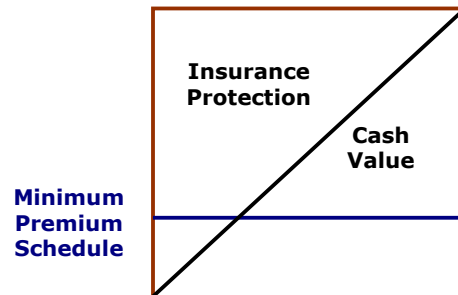 Insurance
Protection
Cash
Value
Minimum
Premium
Schedule